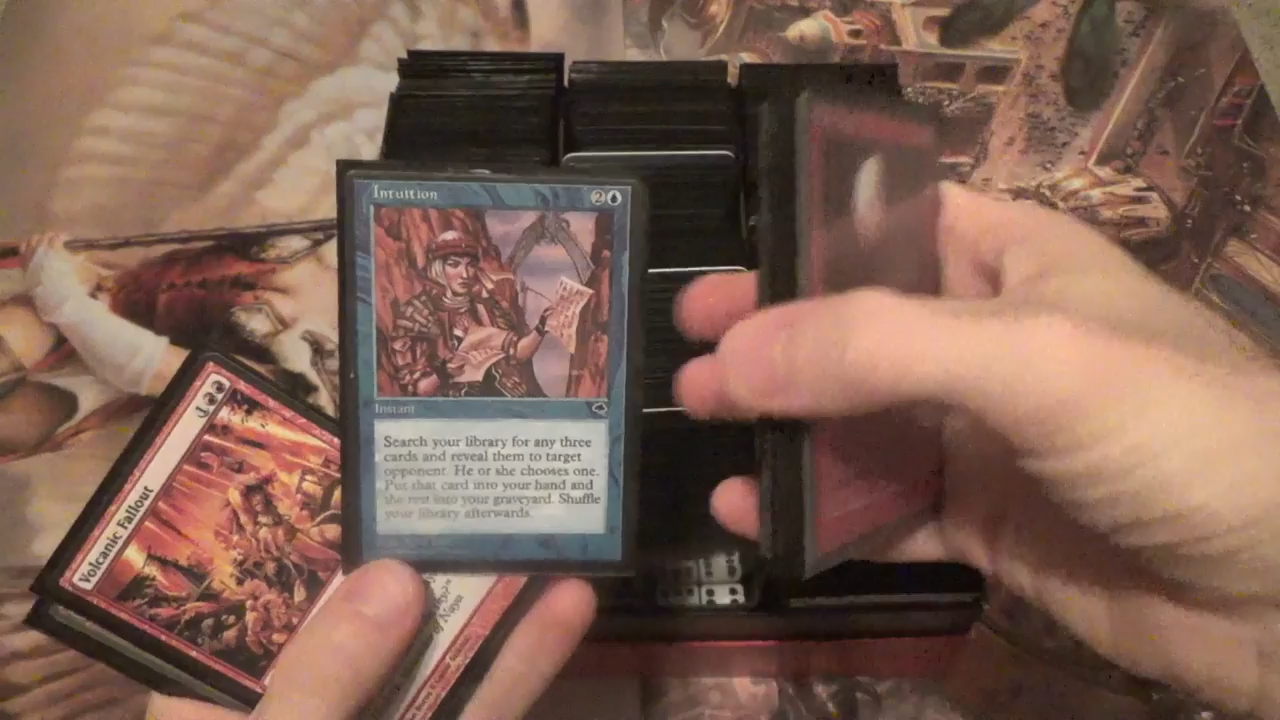 Intuition
2
Instant
Search your library for any three
cards and reveal them to target
opponent. He or she chooses one.
Put that card into your hand and
the rest into your graveyard. Shuffle
your library afterwards.
Volcanic Fallout
of Naya